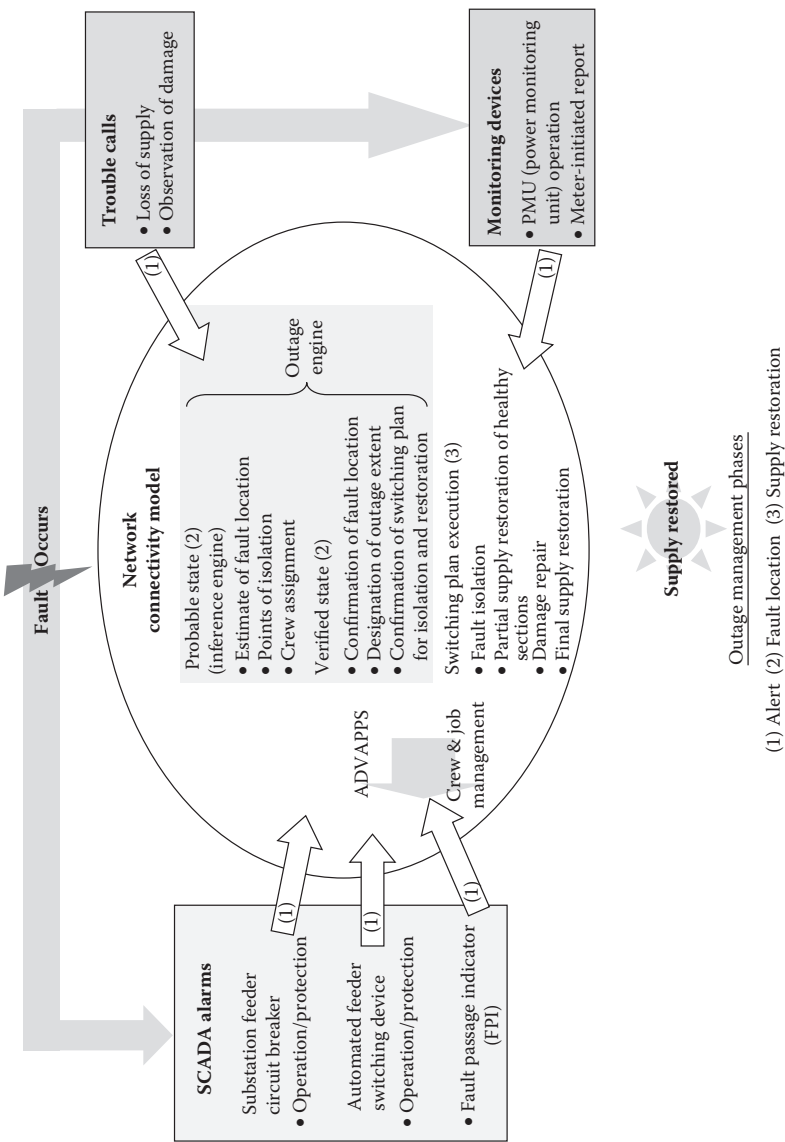 Fault Occurs
SCADA alarms
Substation feeder
circuit breaker
• Operation/protection
Automated feeder
switching device
• Operation/protection
• Fault passage indicator
(FPI)
(1)
(1)
(1)
Network
connectivity model
Probable state (2)
(inference engine)
• Estimate of fault location
• Points of isolation
• Crew assignment
Verified state (2)
• Confirmation of fault location
• Designation of outage extent
• Confirmation of switching plan
for isolation and restoration
Outage
engine
ADVAPPS
Crew & job
management
Switching plan execution (3)
• Fault isolation
• Partial supply restoration of healthy
sections
• Damage repair
• Final supply restoration
Trouble calls
• Loss of supply
• Observation of damage
(1)
Monitoring devices
• PMU (power monitoring
unit) operation
• Meter-initiated report
(1)
Supply restored
Outage management phases
(1) Alert (2) Fault location (3) Supply restoration